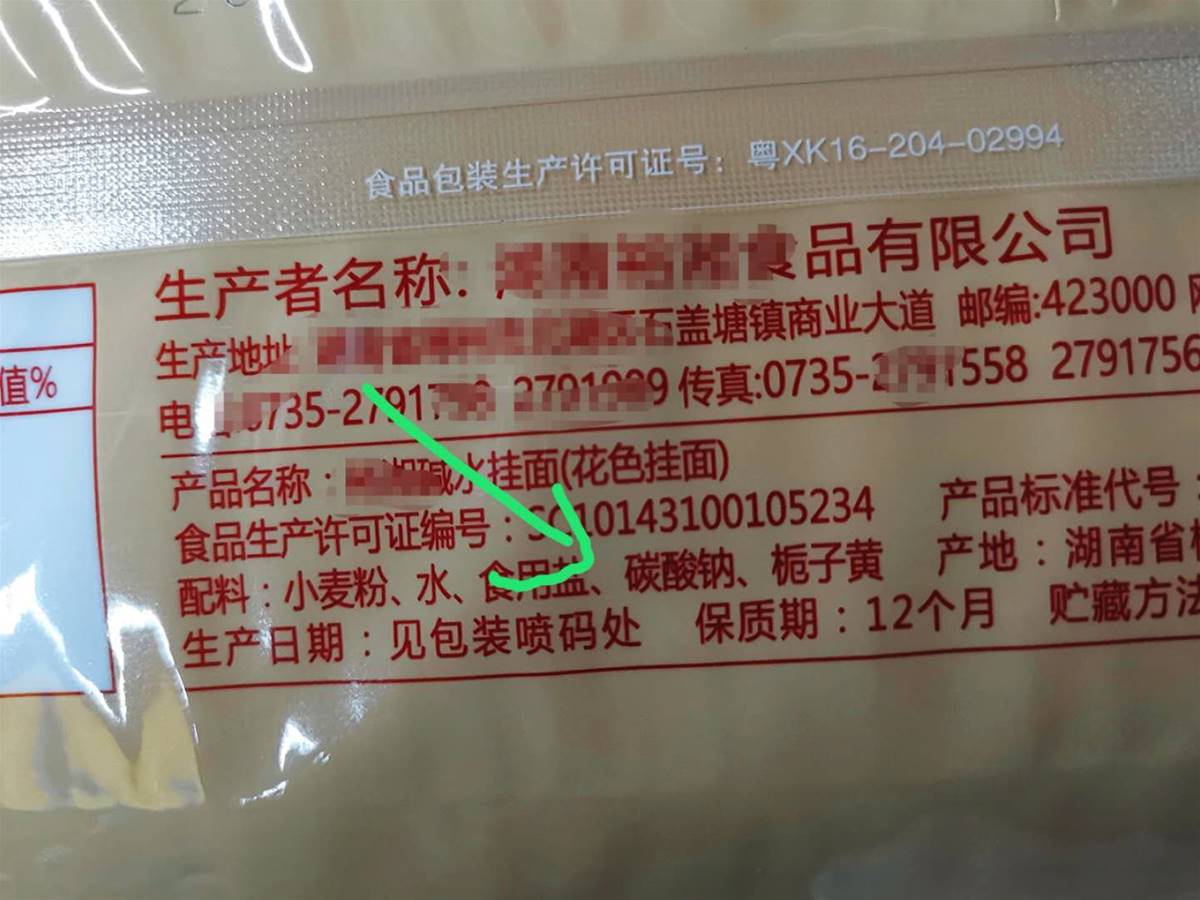 食品包装生产许可证号：粤XK16-204-02994
生产者名称：食品有限公司
生产地址 石盖塘镇商业大道 邮编:423000
电 0735-2791 2791 9 传真:0735-2 1558 2791756
值%
产品名称： 碱水挂面(花色挂面)
食品生产许可证编号：SC10143100105234 产品标准代号：
配料：小麦粉、水、食用盐、碳酸钠、栀子黄 产地：湖南省
生产日期：见包装喷码处 保质期：12个月 贮藏方法